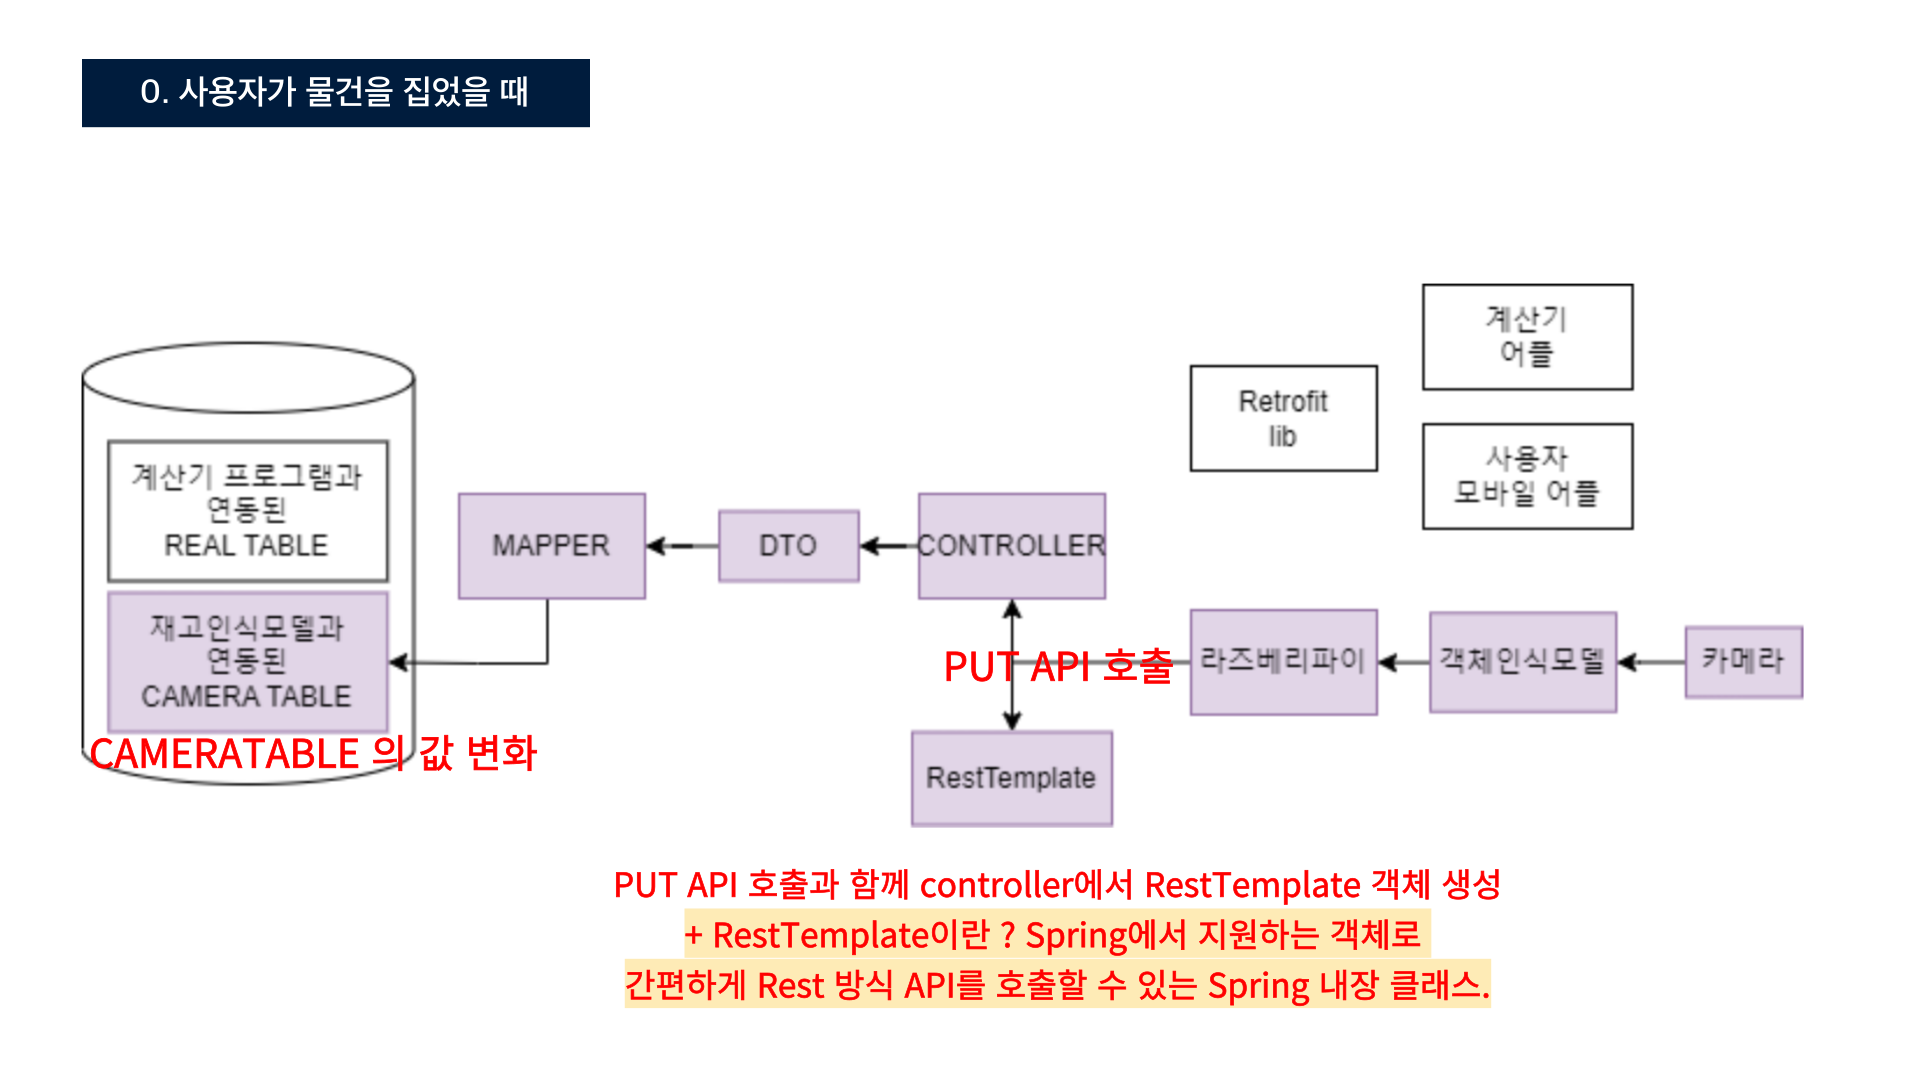 0. 사용자가 물건을 집었을 때
계산기
어플
Retrofit
lib
사용자
모바일 어플
계산기 프로그램과
연동된
REAL TABLE
MAPPER
DTO
CONTROLLER
재고인식모델과
연동된
CAMERA TABLE
PUT API 호출
라즈베리파이
객체인식모델
카메라
CAMERATABLE 의 값 변화
RestTemplate
PUT API 호출과 함께 controller에서 RestTemplate 객체 생성
+ RestTemplate이란 ? Spring에서 지원하는 객체로
간편하게 Rest 방식 API를 호출할 수 있는 Spring 내장 클래스.